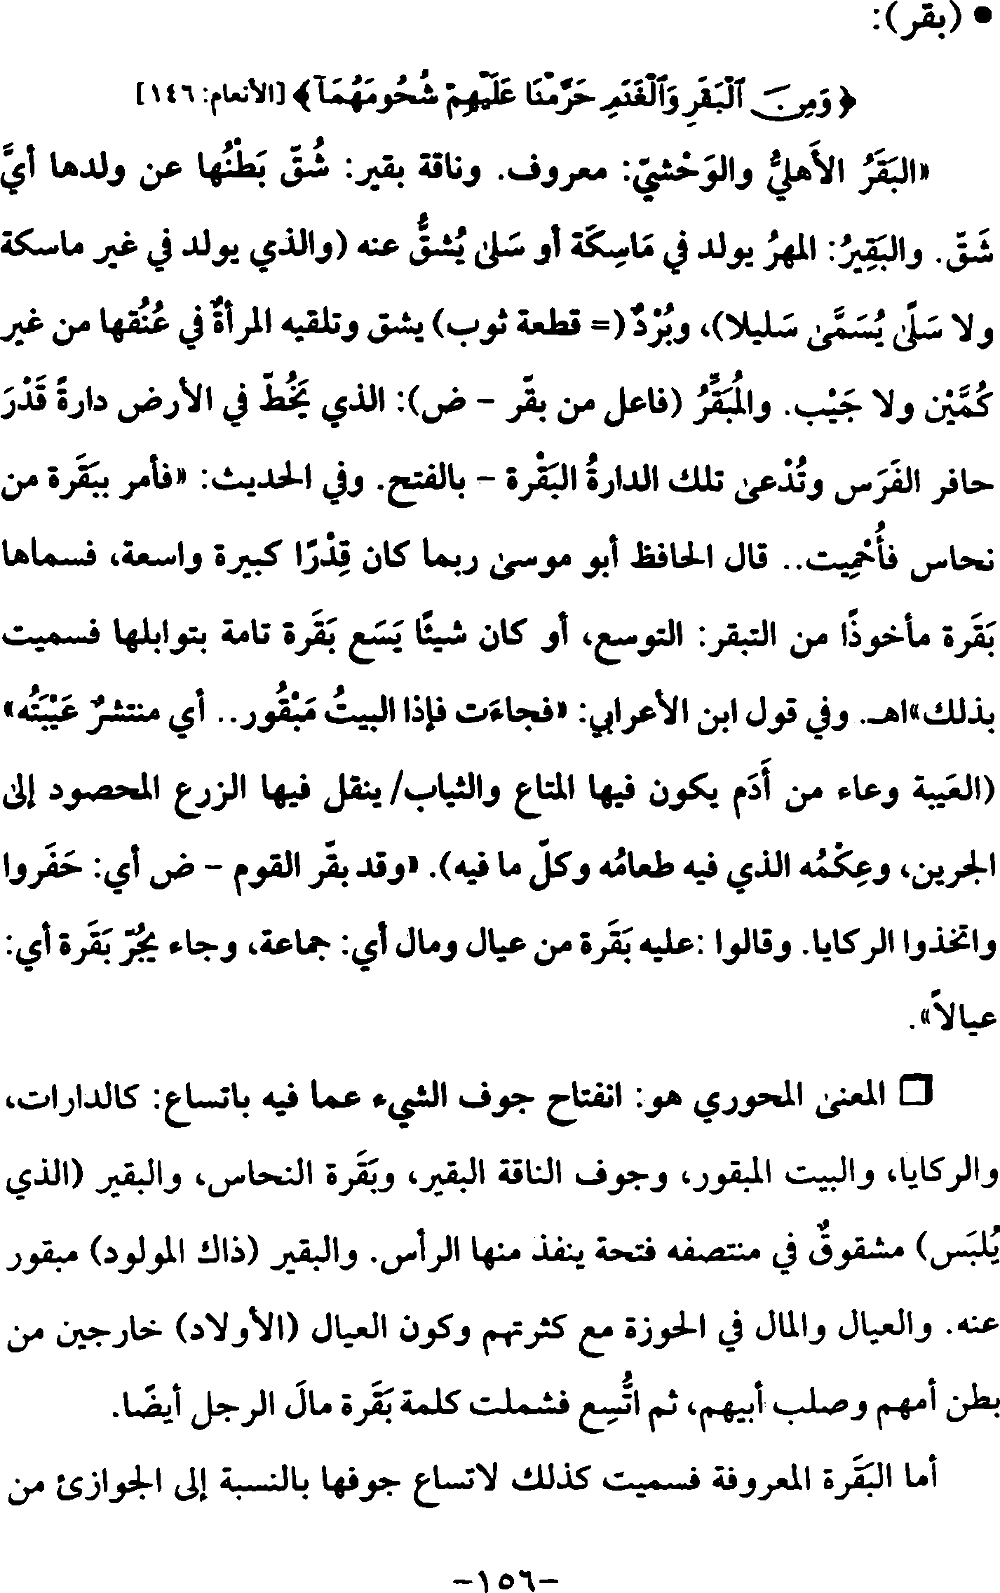 • (بقر):
﴿وَمِنَ ٱلْبَقَرِ وَٱلْغَنَمِ حَرَّمْنَا عَلَيْهِمْ شُحُومَهُمَآ﴾ [الأنعام: ١٤٦]
«البَقَرُ الأَهليُّ والوَحْشيّ: معروف. وناقة بقير: شُقّ بَطْنُها عن ولدها أيَّ
شَقّ. والبَقِيرُ: المهرُ يولد في مَاسِكَة أو سَلىٰ يُشقُّ عنه (والذي يولد في غير ماسكة
ولا سَلًى يُسَمَّىٰ سَليلا)، وبُرْدٌ (= قطعة ثوب) يشق وتلقيه المرأةٌ في عُنُقها من غير
كُمَّيْن ولا جَيْب. والمُبَقِّرُ (فاعل من بقّر - ض): الذي يَخُطّ في الأرض دارةً قَدْرَ
حافر الفَرَس وتُدْعىٰ تلك الدارةُ البَقْرة - بالفتح. وفي الحديث: «فأمر ببَقَرة من
نحاس فأُحْمِيت.. قال الحافظ أبو موسىٰ ربما كان قِدْرًا كبيرة واسعة، فسماها
بَقَرة مأخوذًا من التبقر: التوسع، أو كان شيئًا يَسَع بَقَرة تامة بتوابلها فسميت
بذلك»اهـ. وفي قول ابن الأعرابي: «فجاءَت فإذا البيتُ مَبْقُور.. أي منتشرٌ عَيْبَتُه»
(العَيبة وعاء من أَدَم يكون فيها المتاع والثياب/ ينقل فيها الزرع المحصود إلىٰ
الجرين، وعِكْمُه الذي فيه طعامُه وكلّ ما فيه). «وقد بقّر القوم - ض أي: حَفَروا
واتخذوا الركايا. وقالوا :عليه بَقَرة من عيال ومال أي: جماعة، وجاء يجُرّ بَقَرة أي:
عيالاً».
❒ المعنىٰ المحوري هو: انفتاح جوف الشيء عما فيه باتساع: كالدارات،
والركايا، والبيت المبقور، وجوف الناقة البقير، وبَقَرة النحاس، والبقير (الذي
يُلبَس) مشقوقٌ في منتصفه فتحة ينفذ منها الرأس. والبقير (ذاك المولود) مبقور
عنه. والعيال والمال في الحوزة مع كثرتهم وكون العيال (الأولاد) خارجين من
بطن أمهم وصلب أبيهم، ثم اتُّسِع فشملت كلمة بَقَرة مالَ الرجل أيضًا.
أما البَقَرة المعروفة فسميت كذلك لاتساع جوفها بالنسبة إلى الجوازئ من
-١٥٦-